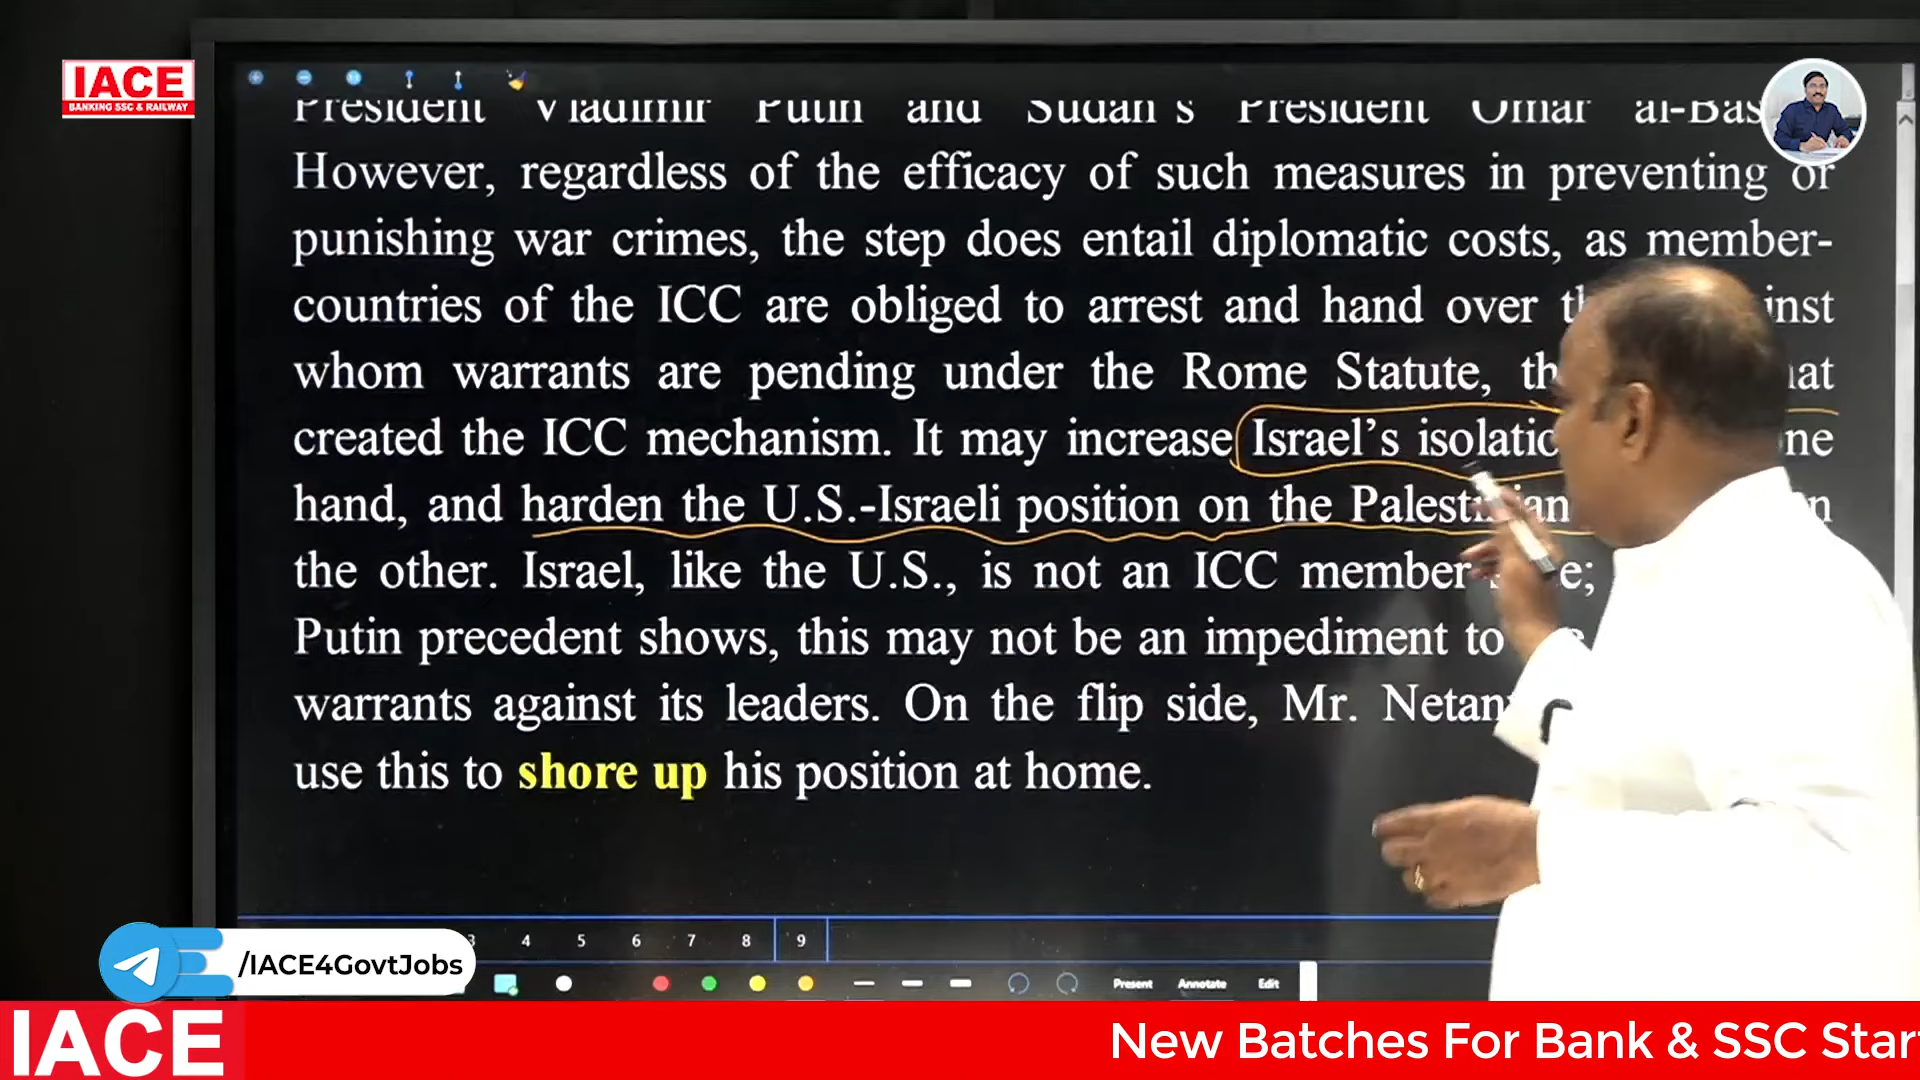 IACE
BANKING SSC & RAILWAY
President Vladimir Putin and Sudan's President Omar al-Bas
However, regardless of the efficacy of such measures in preventing or
punishing war crimes, the step does entail diplomatic costs, as member-
countries of the ICC are obliged to arrest and hand over inst
whom warrants are pending under the Rome Statute, hat
created the ICC mechanism. It may increase Israel's isolatio ne
hand, and harden the U.S.-Israeli position on the Palestinian n
the other. Israel, like the U.S., is not an ICC member
Putin precedent shows, this may not be an impediment to
warrants against its leaders. On the flip side, Mr. Netan
use this to shore up his position at home.
3 4 5 6 7 8 9
/IACE4GovtJobs
Present Annotate Edit
IACE
New Batches For Bank & SSC Star